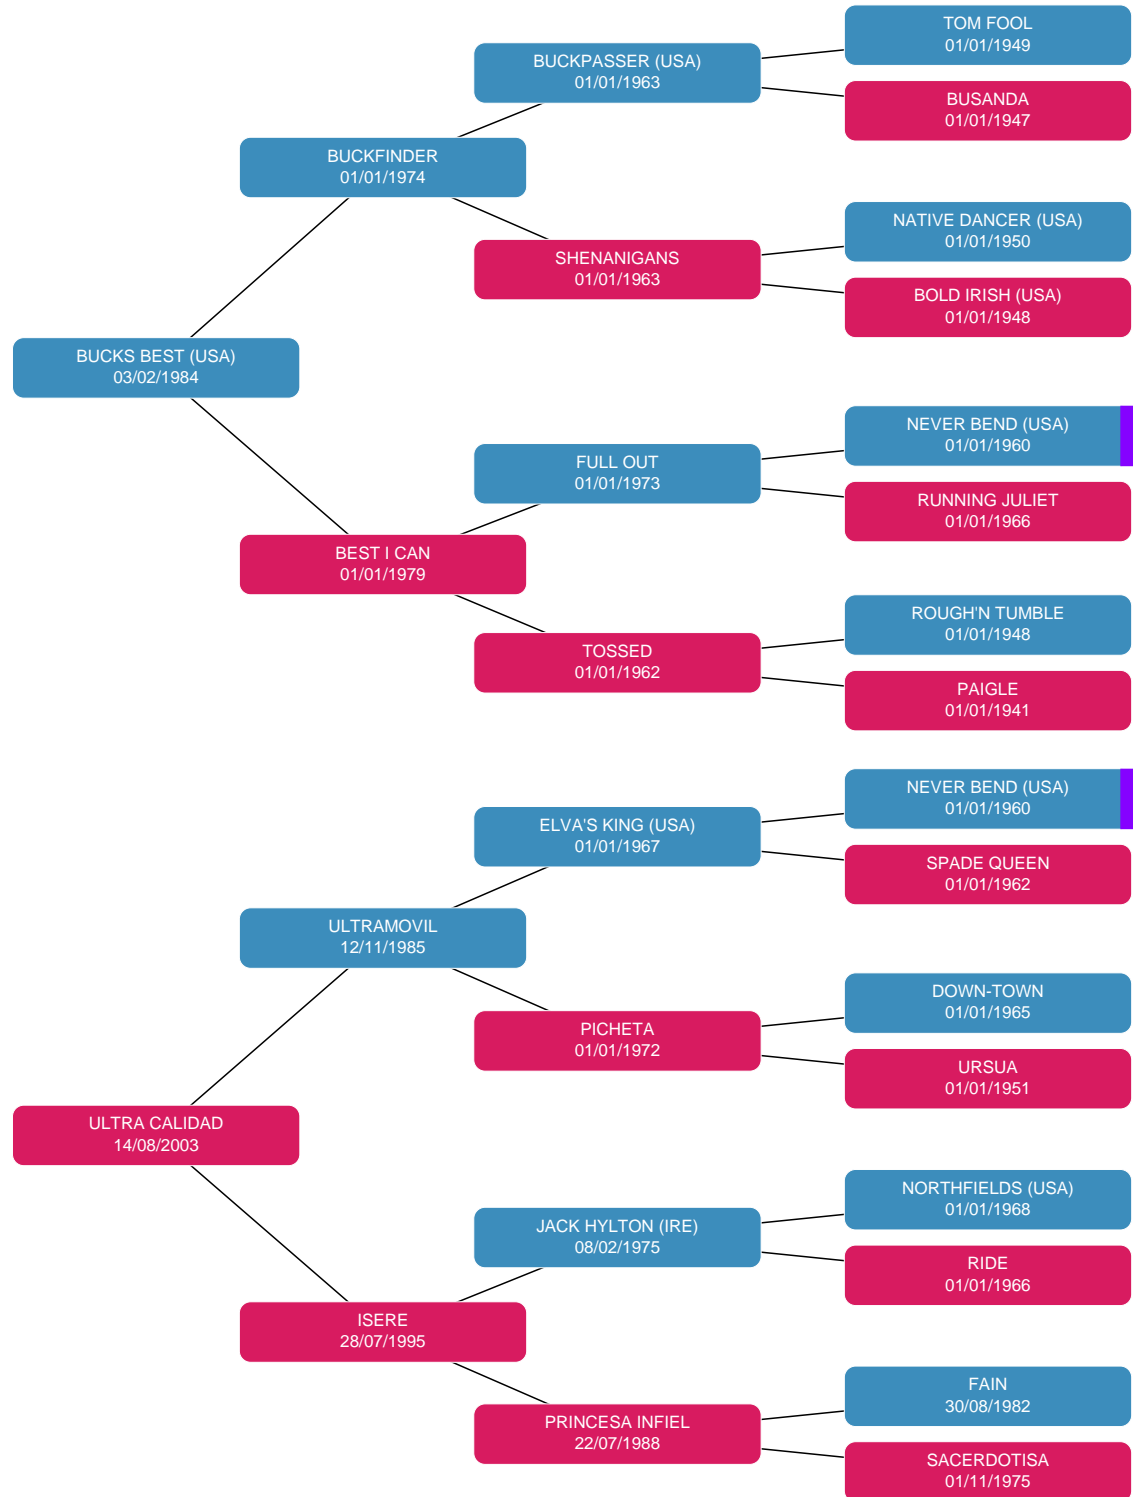 TOM FOOL
01/01/1949
BUCKPASSER (USA)
01/01/1963
BUSANDA
01/01/1947
BUCKFINDER
01/01/1974
NATIVE DANCER (USA)
01/01/1950
SHENANIGANS
01/01/1963
BOLD IRISH (USA)
01/01/1948
BUCKS BEST (USA)
03/02/1984
NEVER BEND (USA)
01/01/1960
FULL OUT
01/01/1973
RUNNING JULIET
01/01/1966
BEST I CAN
01/01/1979
ROUGH'N TUMBLE
01/01/1948
TOSSED
01/01/1962
PAIGLE
01/01/1941
NEVER BEND (USA)
01/01/1960
ELVA'S KING (USA)
01/01/1967
SPADE QUEEN
01/01/1962
ULTRAMOVIL
12/11/1985
DOWN-TOWN
01/01/1965
PICHETA
01/01/1972
URSUA
01/01/1951
ULTRA CALIDAD
14/08/2003
NORTHFIELDS (USA)
01/01/1968
JACK HYLTON (IRE)
08/02/1975
RIDE
01/01/1966
ISERE
28/07/1995
FAIN
30/08/1982
PRINCESA INFIEL
22/07/1988
SACERDOTISA
01/11/1975